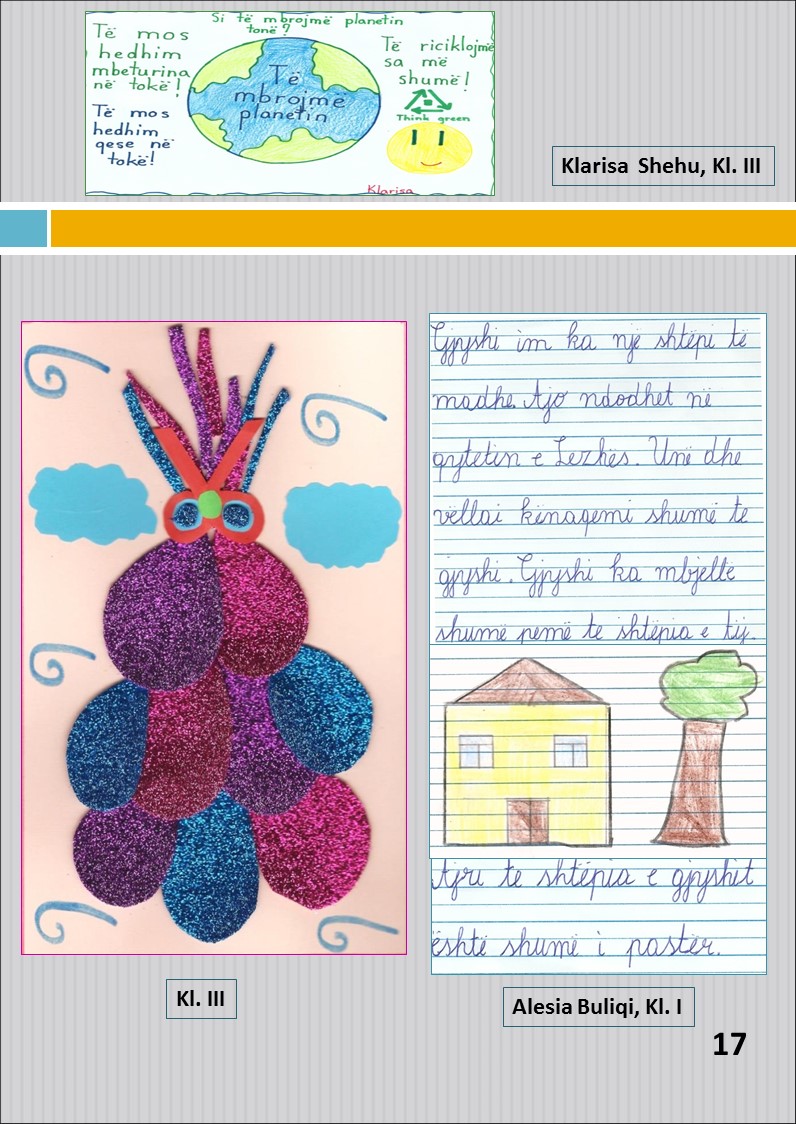 Si të mbrojmë planetin
tonë?
Të mos
hedhim
mbeturina
në tokë!
Të mos
hedhim
qese në
tokë!
Të
mbrojmë
planetin
Të riciklojmë
sa më
shumë!
Think green
Klarisa
Klarisa Shehu, Kl. III
Gjyshi im ka një shtëpi të
madhe. Ajo ndodhet në
qytetin e Lezhës. Unë dhe
vëllai kënaqemi shumë te
gjyshi. Gjyshi ka mbjellë
shumë pemë te shtëpia e tij.
Ajri te shtëpia e gjyshit
është shumë i pastër.
Kl. III
Alesia Buliqi, Kl. I
17